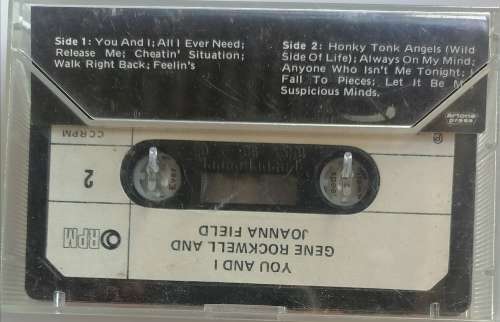 Side 1: You And I; All I Ever Need;
Release Me; Cheatin' Situation;
Walk Right Back; Feelin's
Side 2: Honky Tonk Angels (Wild
Side Of Life); Always On My Mind;
Anyone Who Isn't Me Tonight; I
Fall To Pieces; Let It Be M
Suspicious Minds.
artone
press
CCRPM
2
Ever
RPM
YOU AND I
GENE ROCKWELL AND
JOANNA FIELD